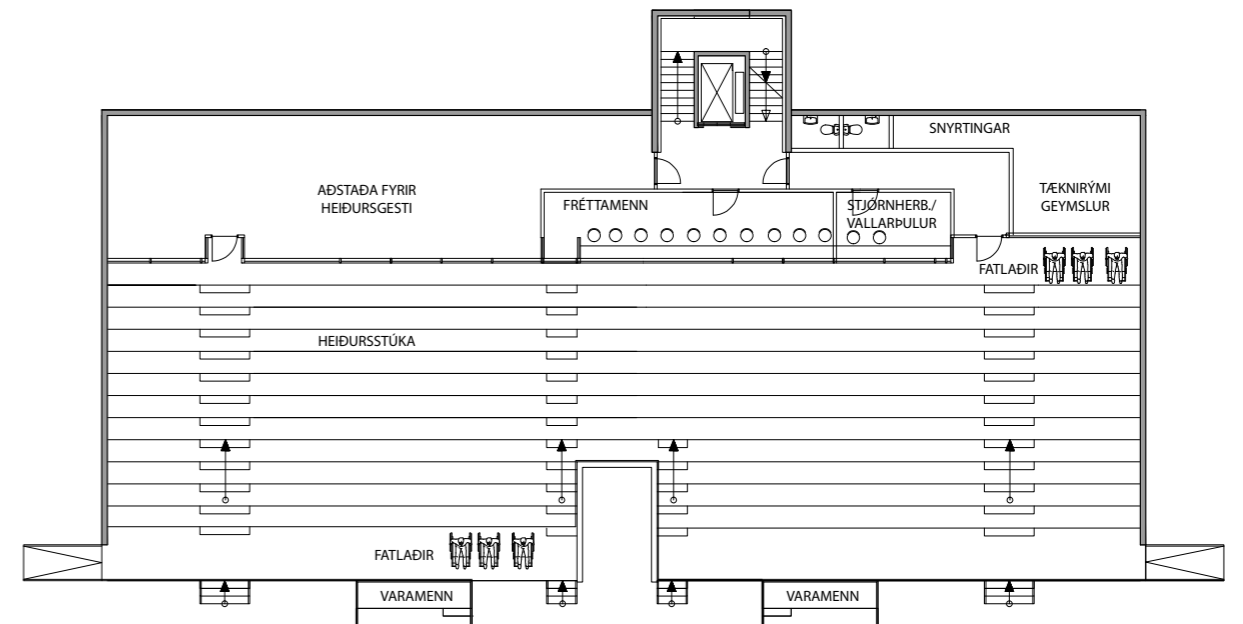 SNYRTINGAR
AÐSTAÐA FYRIR
HEIÐURSGESTI
FRÉTTAMENN
STJÓRNHERB./
VALLARÞULUR
TÆKNIRÝMI
GEYMSLUR
FATLAÐIR
HEIÐURSSTÚKA
FATLAÐIR
VARAMENN
VARAMENN